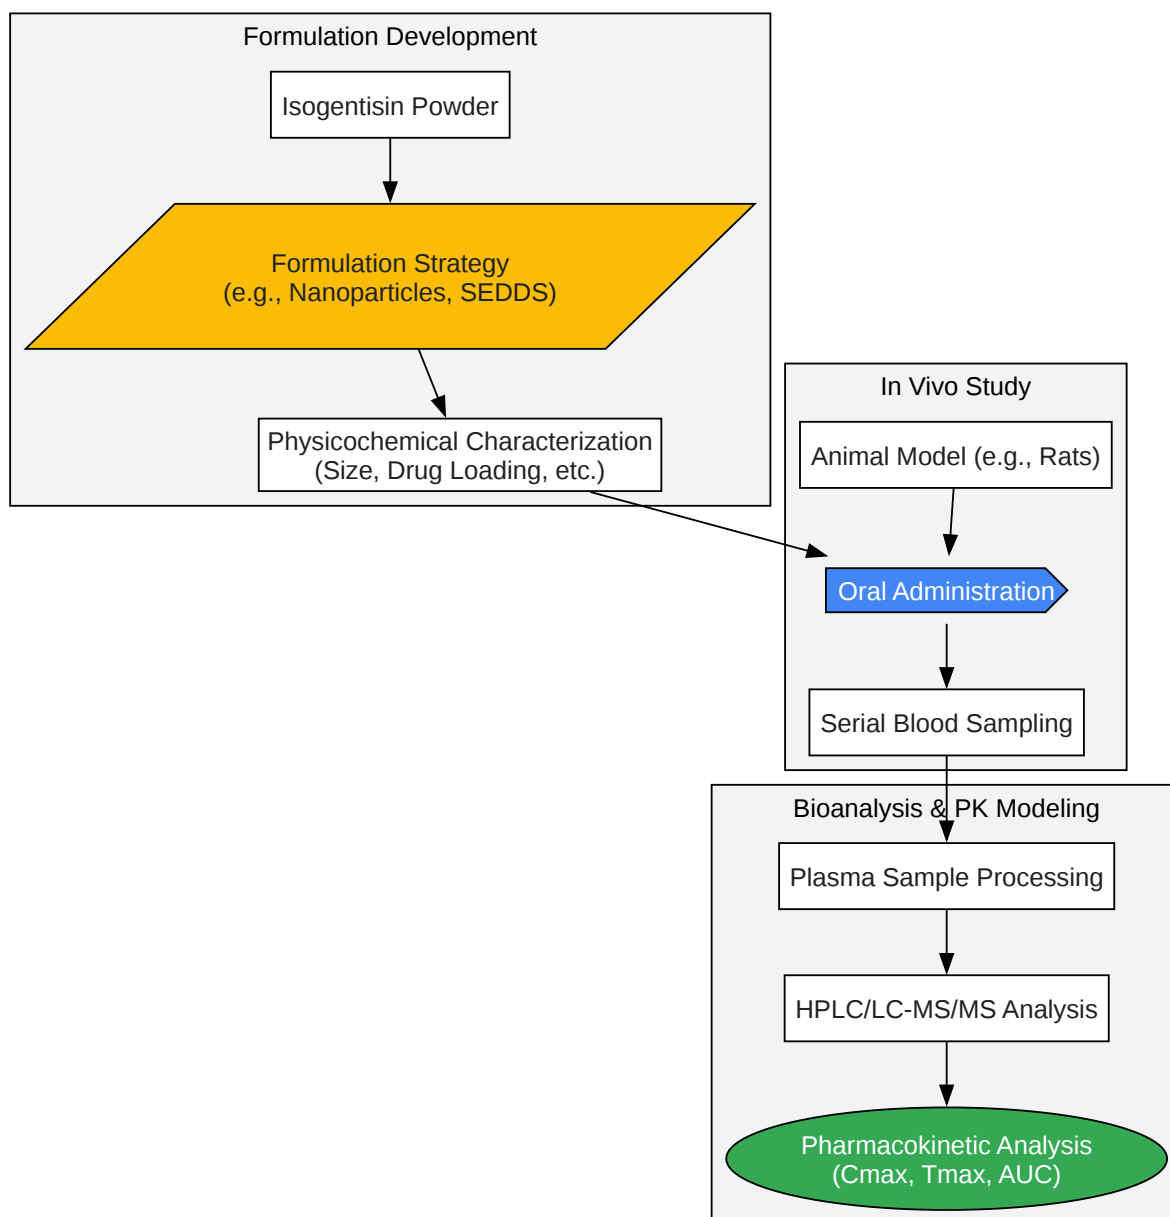 Formulation Development
Isogentisin Powder
Formulation Strategy
(e.g., Nanoparticles, SEDDS)
Physicochemical Characterization
(Size, Drug Loading, etc.)
In Vivo Study
Animal Model (e.g., Rats)
Oral Administration
Serial Blood Sampling
Bioanalysis & PK Modeling
Plasma Sample Processing
HPLC/LC-MS/MS Analysis
Pharmacokinetic Analysis
(Cmax, Tmax, AUC)